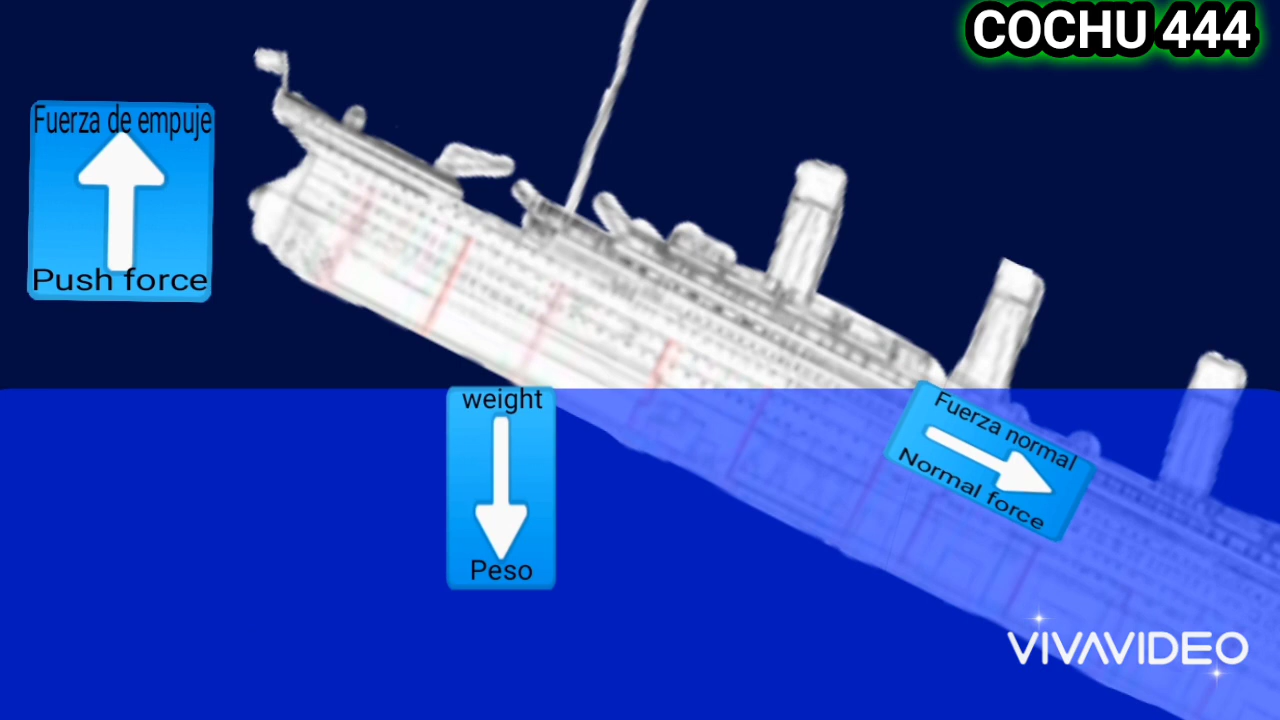 COCHU 444
Fuerza de empuje
Push force
weight
Peso
Fuerza normal
Normal force
VIVAVIDEO